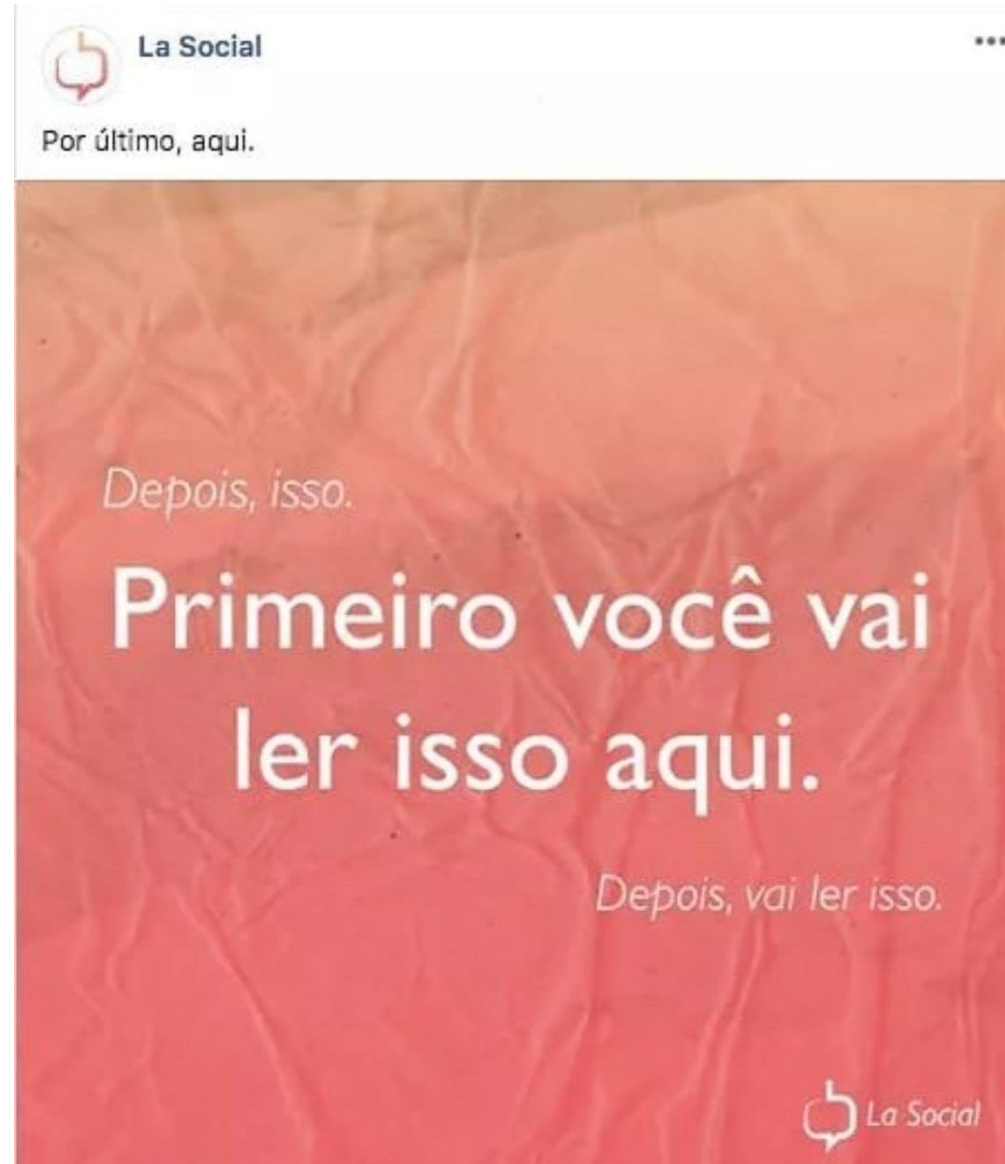 La Social
Por último, aqui.
Depois, isso.
Primeiro você vai
ler isso aqui.
Depois, vai ler isso.
La Social